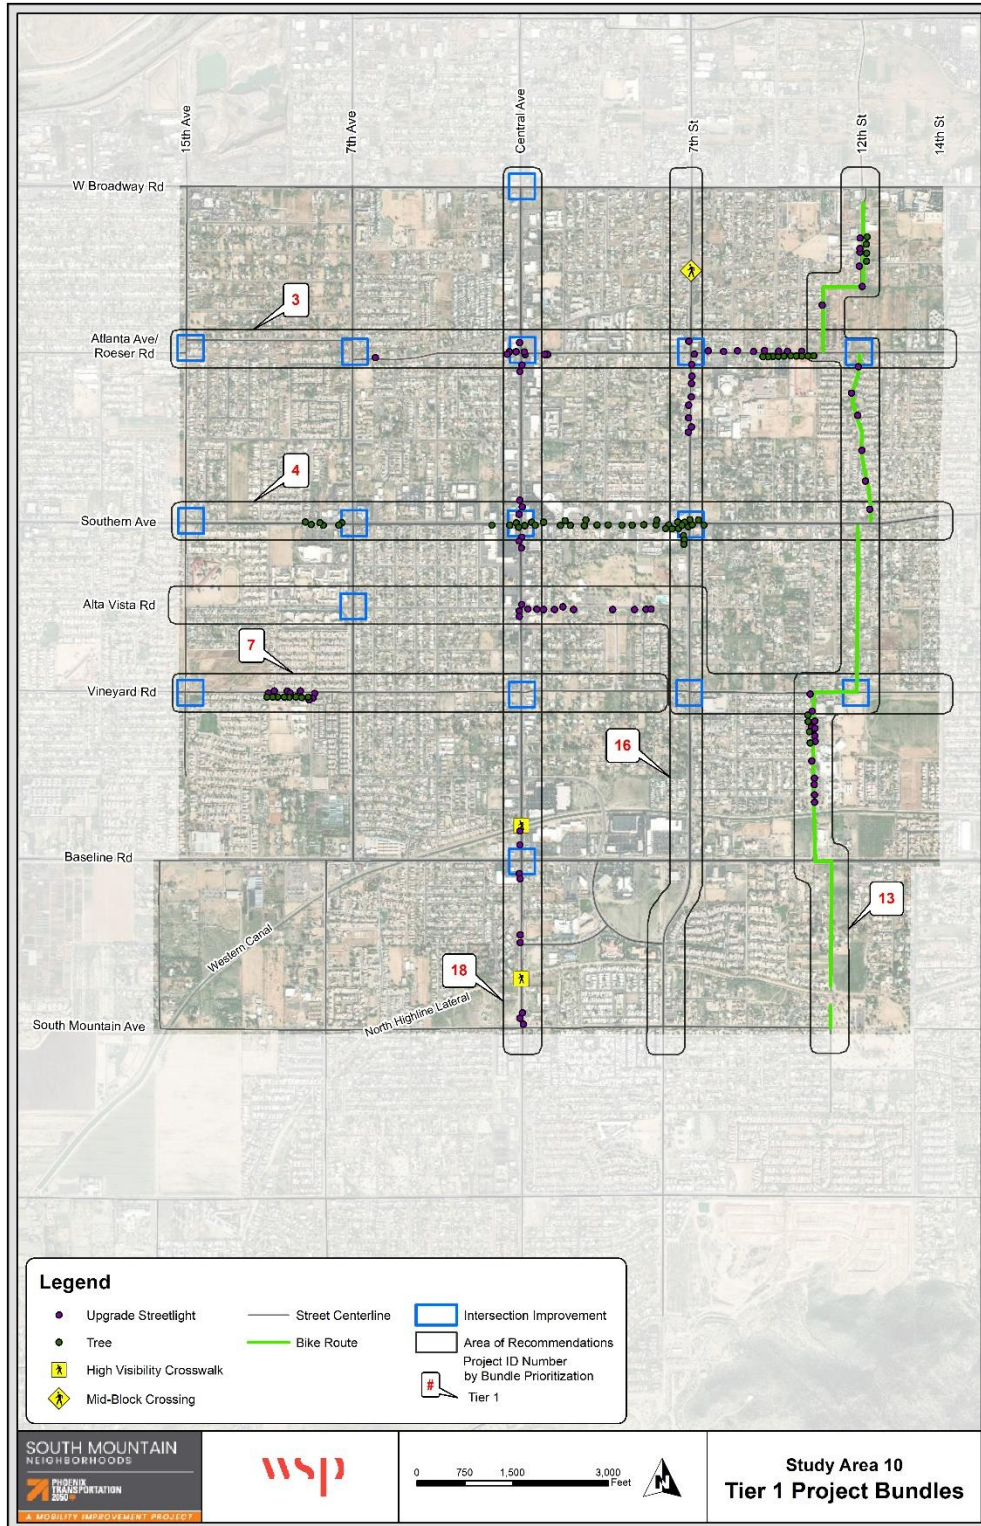 15th Ave
7th Ave
Central Ave
7th St
12th St
14th St
W Broadway Rd
3
Atlanta Ave/
Roeser Rd
4
Southern Ave
Alta Vista Rd
7
Vineyard Rd
16
Baseline Rd
13
Western Canal
18
North Highline Lateral
South Mountain Ave
Legend
Upgrade Streetlight
Tree
High Visibility Crosswalk
Mid-Block Crossing
Street Centerline
Bike Route
Intersection Improvement
Area of Recommendations
Project ID Number
by Bundle Prioritization
# Tier 1
SOUTH MOUNTAIN
NEIGHBORHOODS
PHOENIX
TRANSPORTATION
2050
A MOBILITY IMPROVEMENT PROJECT
wsp
0 750 1,500 3,000
Feet
N
Study Area 10
Tier 1 Project Bundles